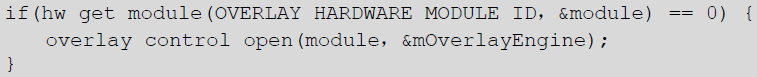 if(hw get module(OVERLAY HARDWARE MODULE ID, &module) == 0) {
overlay control open(module, &mOverlayEngine);
}